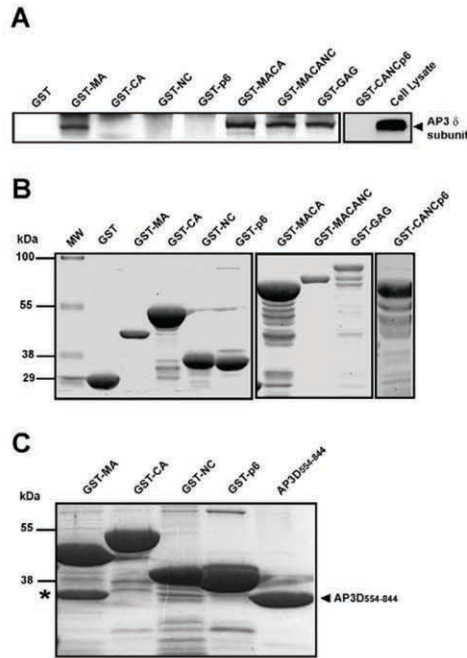 A
GST
GST-MA
GST-CA
GST-NC
GST-p6
GST-MACA
GST-MACANC
GST-GAG
GST-CANCp6
Cell Lysate
AP3 δ
subunit
B
kDa
MW
GST
GST-MA
GST-CA
GST-NC
GST-p6
GST-MACA
GST-MACANC
GST-GAG
GST-CANCp6
100
55
38
29
C
kDa
GST-MA
GST-CA
GST-NC
GST-p6
AP3D554-844
55
38
*
AP3D554-844